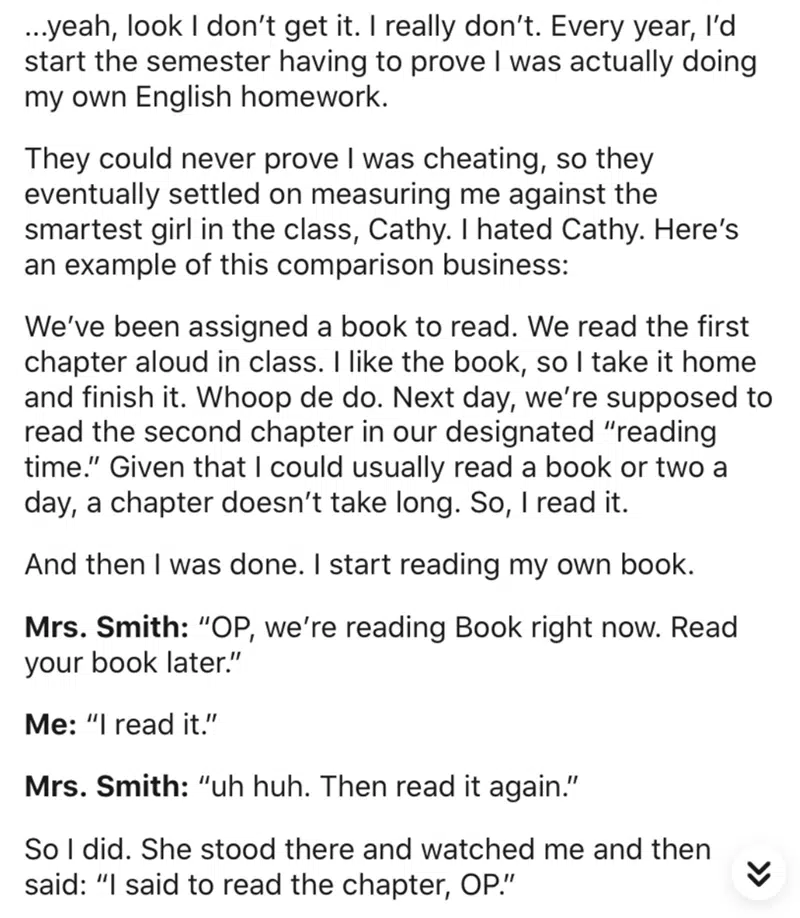 ...yeah, look I don’t get it. I really don’t. Every year, I’d
start the semester having to prove I was actually doing
my own English homework.
They could never prove I was cheating, so they
eventually settled on measuring me against the
smartest girl in the class, Cathy. I hated Cathy. Here’s
an example of this comparison business:
We’ve been assigned a book to read. We read the first
chapter aloud in class. I like the book, so I take it home
and finish it. Whoop de do. Next day, we’re supposed to
read the second chapter in our designated “reading
time.” Given that I could usually read a book or two a
day, a chapter doesn’t take long. So, I read it.
And then I was done. I start reading my own book.
Mrs. Smith: “OP, we’re reading Book right now. Read
your book later.”
Me: “I read it.”
Mrs. Smith: “uh huh. Then read it again.”
So I did. She stood there and watched me and then
said: “I said to read the chapter, OP.”